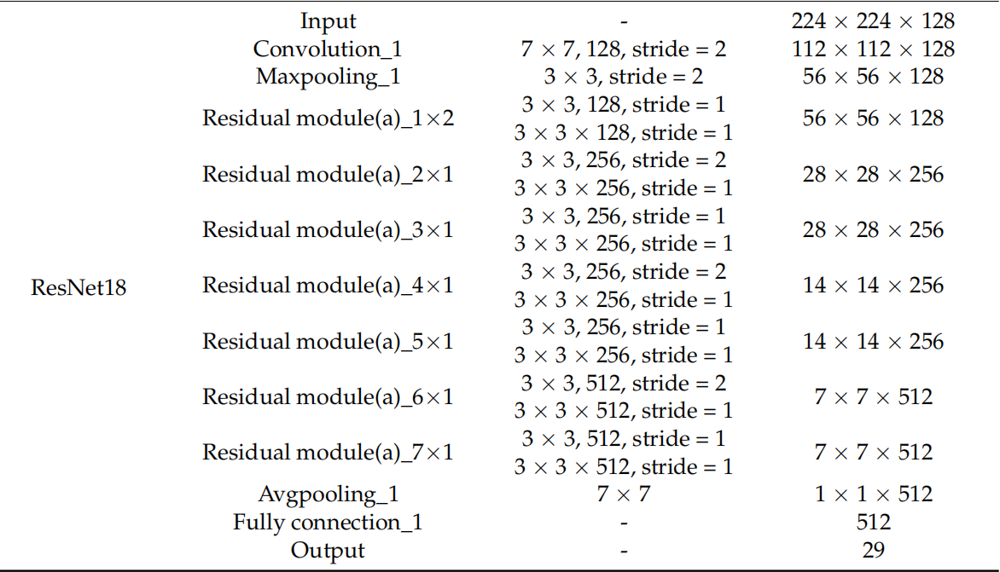 Input - 224 × 224 × 128
Convolution_1 7 × 7, 128, stride = 2 112 × 112 × 128
Maxpooling_1 3 × 3, stride = 2 56 × 56 × 128
Residual module(a)_1×2 3 × 3, 128, stride = 1 56 × 56 × 128
3 × 3 × 128, stride = 1
Residual module(a)_2×1 3 × 3, 256, stride = 2 28 × 28 × 256
3 × 3 × 256, stride = 1
Residual module(a)_3×1 3 × 3, 256, stride = 1 28 × 28 × 256
3 × 3 × 256, stride = 1
ResNet18 Residual module(a)_4×1 3 × 3, 256, stride = 2 14 × 14 × 256
3 × 3 × 256, stride = 1
Residual module(a)_5×1 3 × 3, 256, stride = 1 14 × 14 × 256
3 × 3 × 256, stride = 1
Residual module(a)_6×1 3 × 3, 512, stride = 2 7 × 7 × 512
3 × 3 × 512, stride = 1
Residual module(a)_7×1 3 × 3, 512, stride = 1 7 × 7 × 512
3 × 3 × 512, stride = 1
Avgpooling_1 7 × 7 1 × 1 × 512
Fully connection_1 - 512
Output - 29